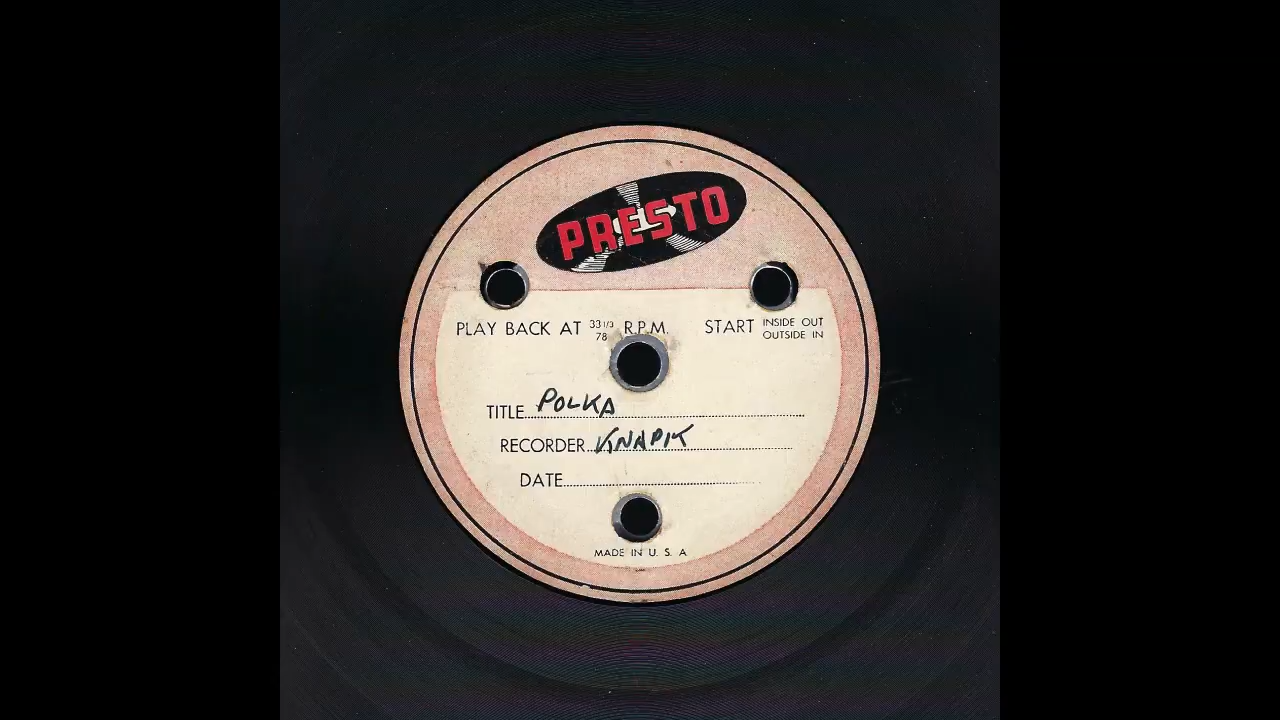 PRESTO
PLAY BACK AT 33 1/3 78 R.P.M. START INSIDE OUT OUTSIDE IN
TITLE POLKA
RECORDER KNAPIK
DATE
MADE IN U. S. A